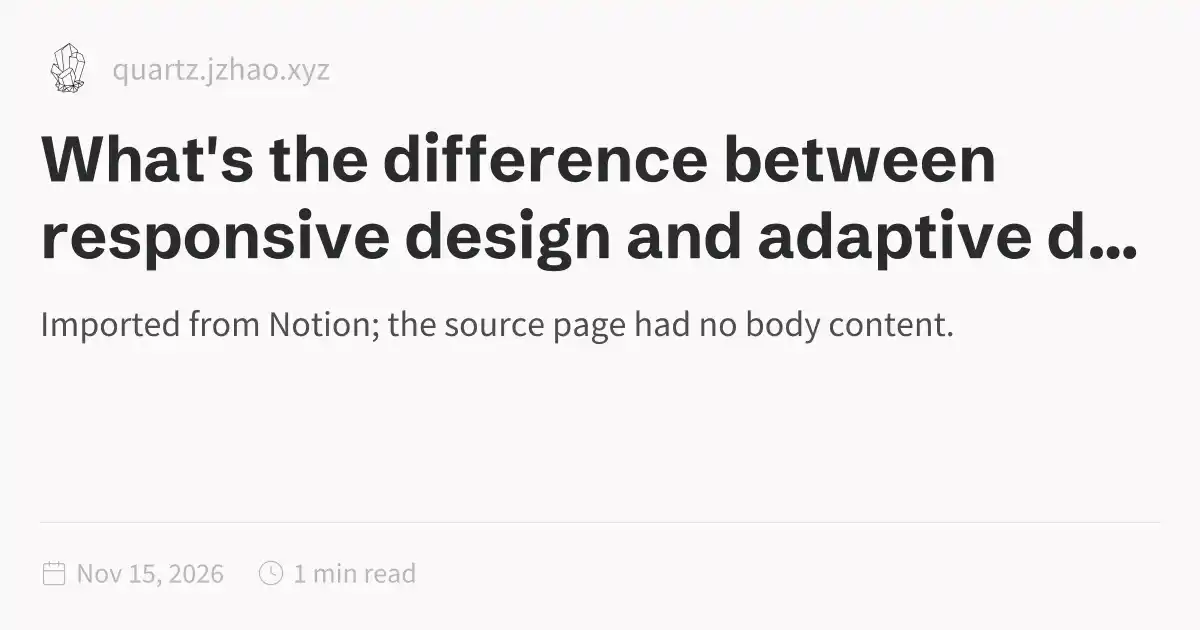 quartz.jzhao.xyz
What's the difference between
responsive design and adaptive d...
Imported from Notion; the source page had no body content.
Nov 15, 2026 1 min read